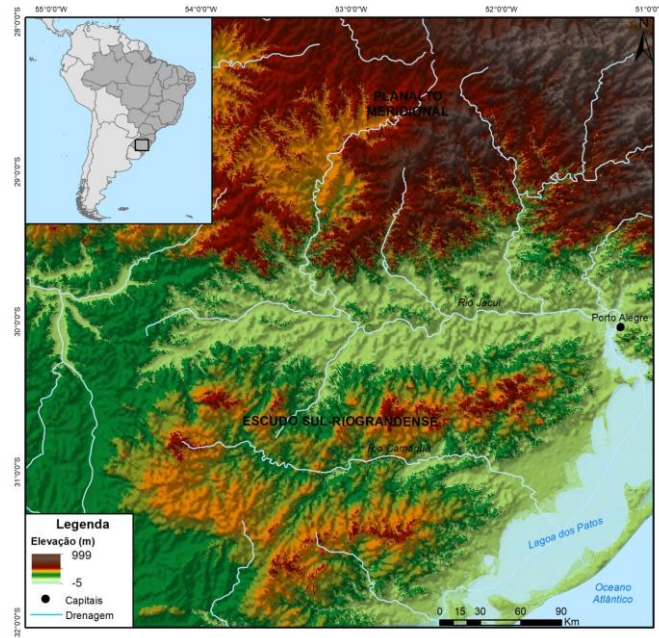 55°0'0"O 54°0'0"O 53°0'0"O 52°0'0"O 51°0'0"O
28°0'0"S
N
PLANALTO
MERIDIONAL
29°0'0"S
Rio Jacuí
Porto Alegre
30°0'0"S
ESCUDO SUL-RIOGRANDENSE
Rio Camaquã
31°0'0"S
Lagoa dos Patos
Oceano
Atlântico
Legenda
Elevação (m)
999
-5
Capitais
Drenagem
0 15 30 60 90
Km
32°0'0"S